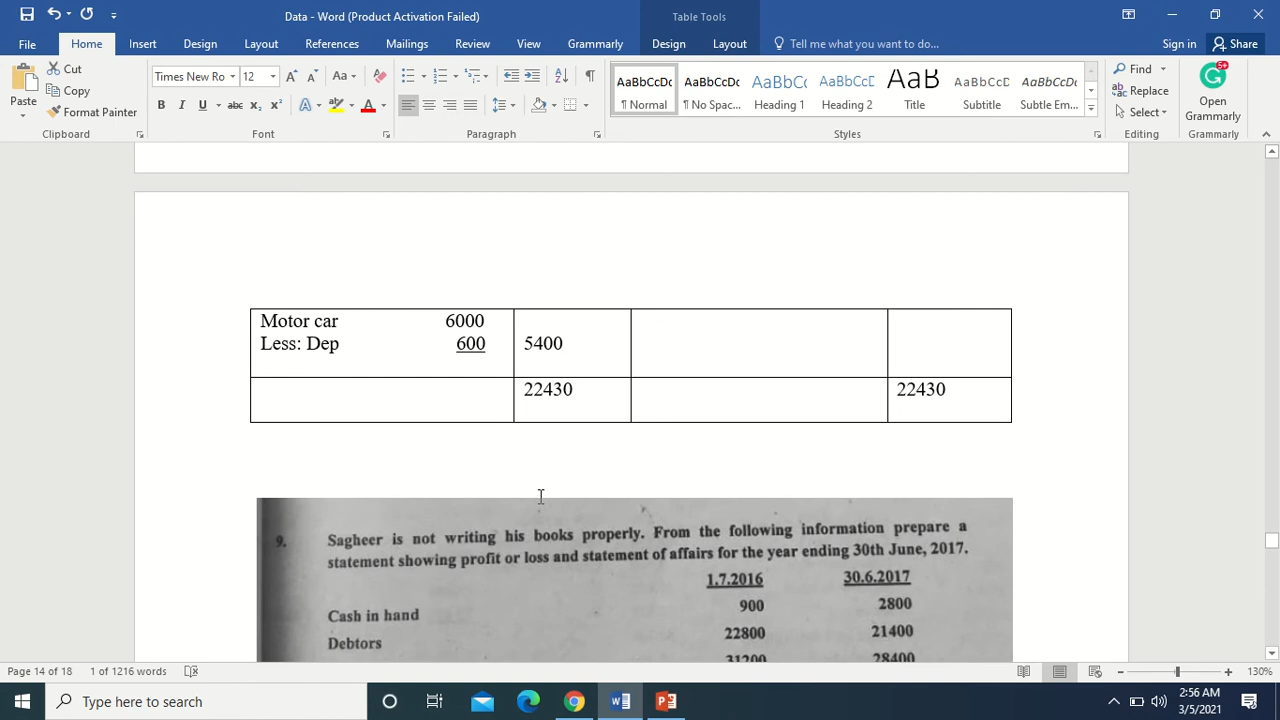 Data - Word (Product Activation Failed)
Table Tools
File
Home
Insert
Design
Layout
References
Mailings
Review
View
Grammarly
Design
Layout
Tell me what you want to do...
Sign in
Share
Paste
Cut
Copy
Format Painter
Times New Ro
12
AaBbCcDc
¶ Normal
AaBbCcDc
¶ No Spac...
AaBbCc
Heading 1
AaBbCcC
Heading 2
AaB
Title
AaBbCcC
Subtitle
AaBbCcDc
Subtle Em...
Find
Replace
Select
Open
Grammarly
Clipboard
Font
Paragraph
Styles
Editing
Grammarly
Motor car 6000
Less: Dep 600 5400
22430 22430
9. Sagheer is not writing his books properly. From the following information prepare a
statement showing profit or loss and statement of affairs for the year ending 30th June, 2017.
1.7.2016 30.6.2017
Cash in hand 900 2800
Debtors 22800 21400
31200 28400
Page 14 of 18
1 of 1216 words
130%
Type here to search
2:56 AM
3/5/2021